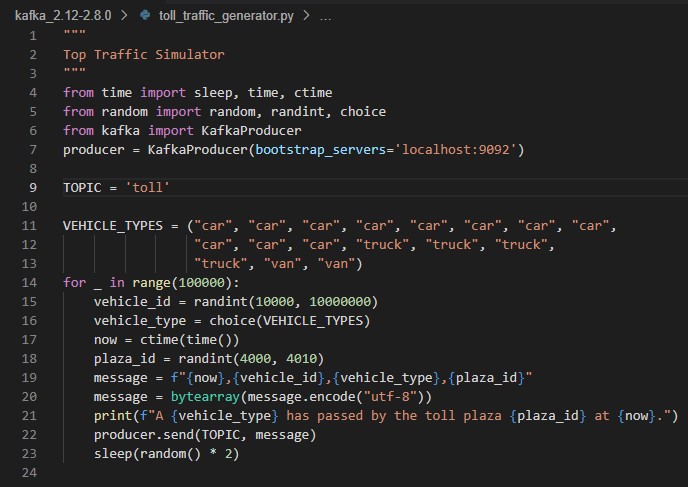 kafka_2.12-2.8.0 > toll_traffic_generator.py > ...
1 """
2 Top Traffic Simulator
3 """
4 from time import sleep, time, ctime
5 from random import random, randint, choice
6 from kafka import KafkaProducer
7 producer = KafkaProducer(bootstrap_servers='localhost:9092')
8
9 TOPIC = 'toll'
10
11 VEHICLE_TYPES = ("car", "car", "car", "car", "car", "car", "car", "car",
12                  "car", "car", "car", "truck", "truck", "truck",
13                  "truck", "van", "van")
14 for _ in range(100000):
15     vehicle_id = randint(10000, 10000000)
16     vehicle_type = choice(VEHICLE_TYPES)
17     now = ctime(time())
18     plaza_id = randint(4000, 4010)
19     message = f"{now},{vehicle_id},{vehicle_type},{plaza_id}"
20     message = bytearray(message.encode("utf-8"))
21     print(f"A {vehicle_type} has passed by the toll plaza {plaza_id} at {now}.")
22     producer.send(TOPIC, message)
23     sleep(random() * 2)
24